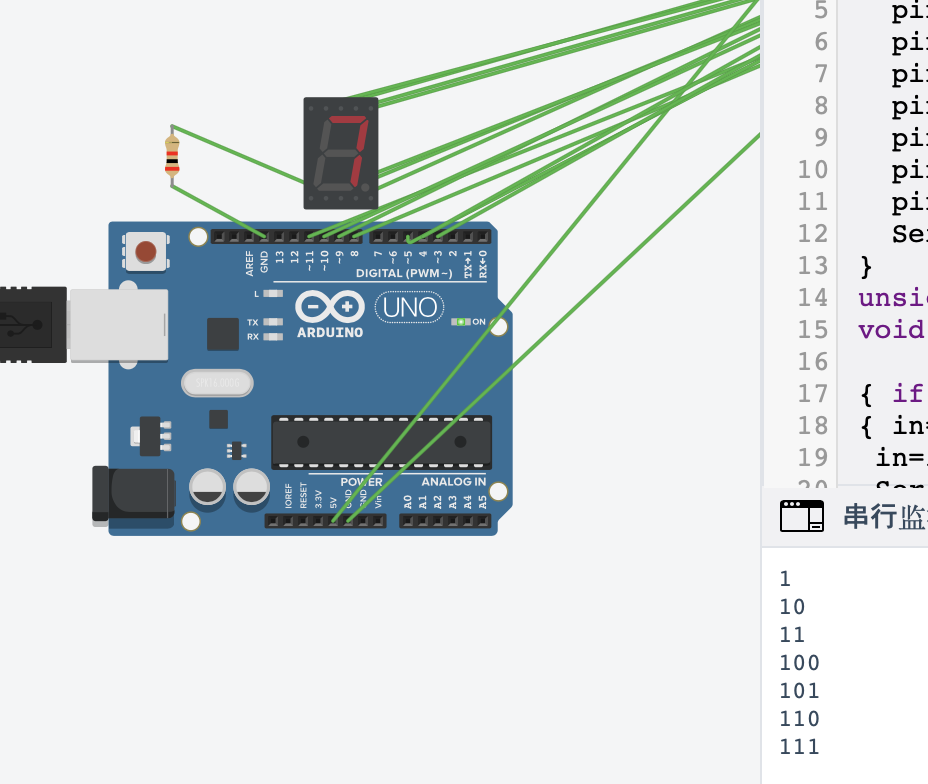 5 pi
6 pi
7 pi
8 pi
9 pi
10 pi
11 pi
12 Se
13 }
14 unsi
15 void
16
17 { if
18 { in=
19 in=
串行监
1
10
11
100
101
110
111
AREF
GND
13
12
~11
~10
~9
8
7
~6
~5
4
~3
2
TX→1
RX←0
DIGITAL (PWM~)
L
TX
RX
UNO
ARDUINO
ON
POWER
ANALOG IN
IOREF
RESET
3.3V
5V
GND
GND
Vin
A0
A1
A2
A3
A4
A5